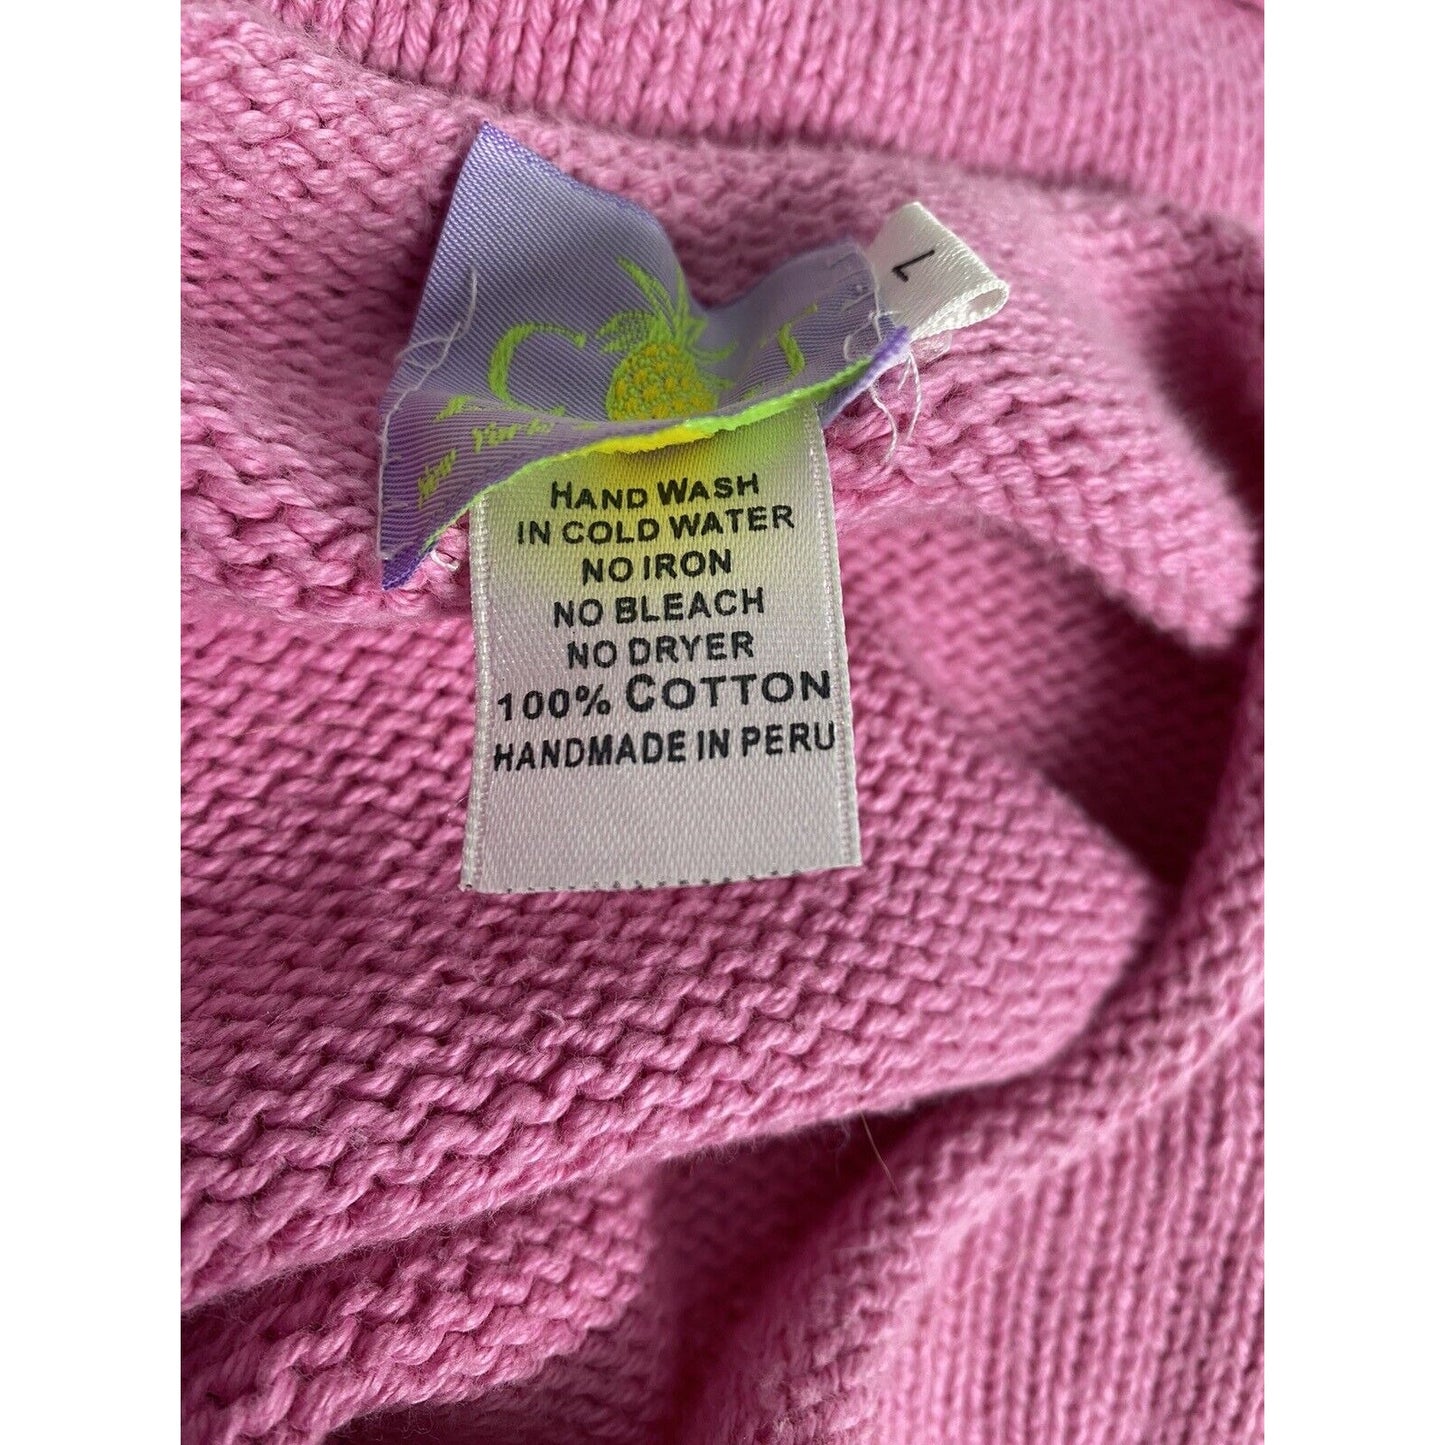 L
HAND WASH
IN COLD WATER
NO IRON
NO BLEACH
NO DRYER
100% COTTON
HANDMADE IN PERU